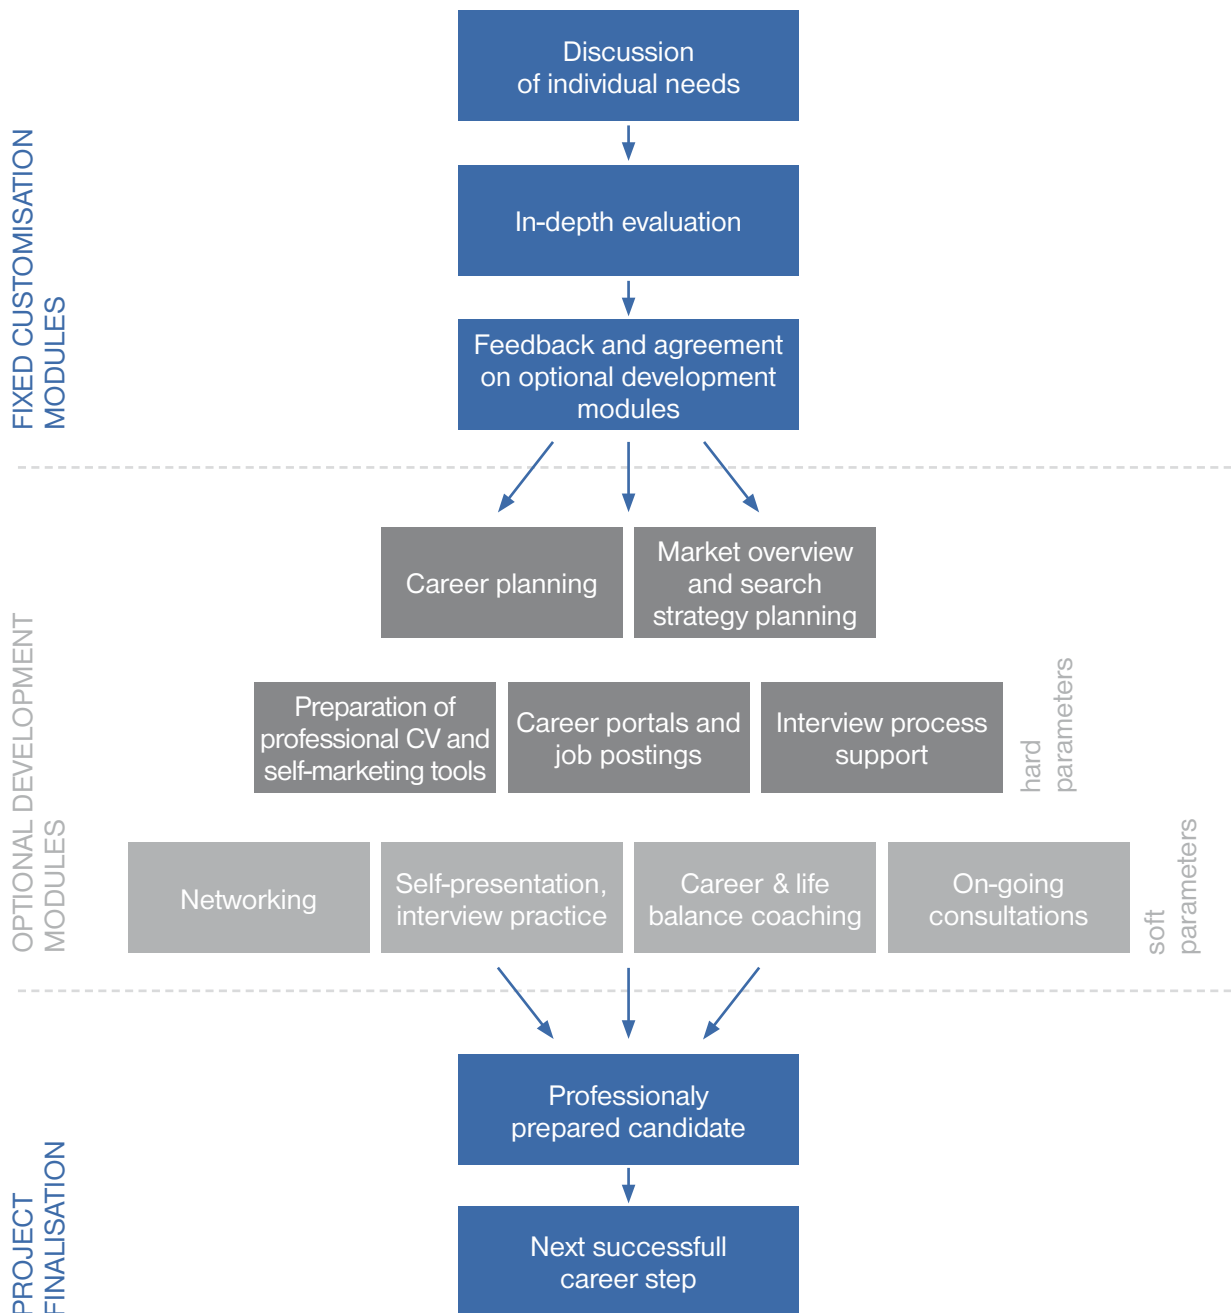 FIXED CUSTOMISATION
MODULES
Discussion
of individual needs
In-depth evaluation
Feedback and agreement
on optional development
modules
OPTIONAL DEVELOPMENT
MODULES
Career planning
Market overview
and search
strategy planning
Preparation of
professional CV and
self-marketing tools
Career portals and
job postings
Interview process
support
hard
parameters
Networking
Self-presentation,
interview practice
Career & life
balance coaching
On-going
consultations
soft
parameters
PROJECT
FINALISATION
Professionaly
prepared candidate
Next successfull
career step